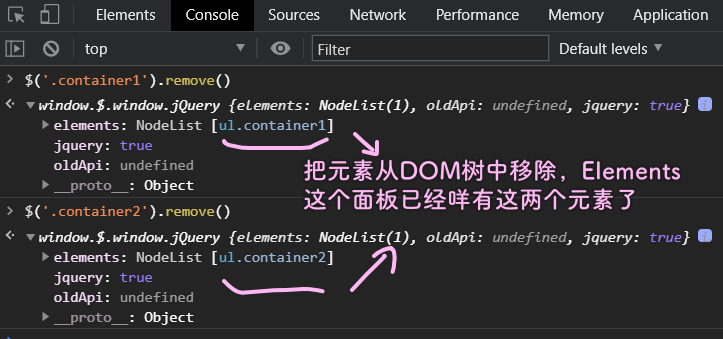 Elements Console Sources Network Performance Memory Application
top Filter Default levels
$('.container1').remove()
window.$.window.jQuery {elements: NodeList(1), oldApi: undefined, jquery: true} i
elements: NodeList [ul.container1]
jquery: true
oldApi: undefined
__proto__: Object
把元素从DOM树中移除，Elements
这个面板已经咩有这两个元素了
$('.container2').remove()
window.$.window.jQuery {elements: NodeList(1), oldApi: undefined, jquery: true} i
elements: NodeList [ul.container2]
jquery: true
oldApi: undefined
__proto__: Object